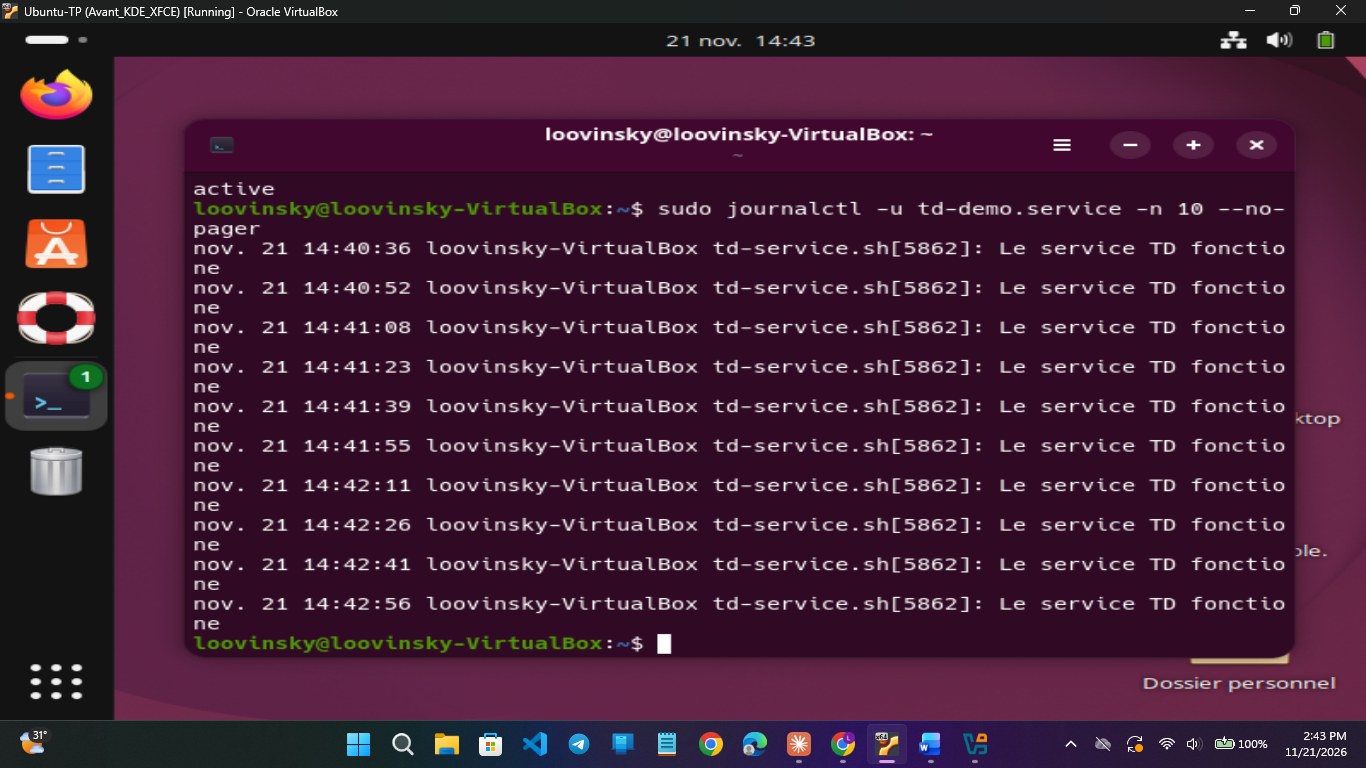 Ubuntu-TP (Avant_KDE_XFCE) [Running] - Oracle VirtualBox
21 nov. 14:43
loovinsky@loovinsky-VirtualBox: ~
~
active
loovinsky@loovinsky-VirtualBox:~$ sudo journalctl -u td-demo.service -n 10 --no-
pager
nov. 21 14:40:36 loovinsky-VirtualBox td-service.sh[5862]: Le service TD fonctio
ne
nov. 21 14:40:52 loovinsky-VirtualBox td-service.sh[5862]: Le service TD fonctio
ne
nov. 21 14:41:08 loovinsky-VirtualBox td-service.sh[5862]: Le service TD fonctio
ne
nov. 21 14:41:23 loovinsky-VirtualBox td-service.sh[5862]: Le service TD fonctio
ne
nov. 21 14:41:39 loovinsky-VirtualBox td-service.sh[5862]: Le service TD fonctio
ne
nov. 21 14:41:55 loovinsky-VirtualBox td-service.sh[5862]: Le service TD fonctio
ne
nov. 21 14:42:11 loovinsky-VirtualBox td-service.sh[5862]: Le service TD fonctio
ne
nov. 21 14:42:26 loovinsky-VirtualBox td-service.sh[5862]: Le service TD fonctio
ne
nov. 21 14:42:41 loovinsky-VirtualBox td-service.sh[5862]: Le service TD fonctio
ne
nov. 21 14:42:56 loovinsky-VirtualBox td-service.sh[5862]: Le service TD fonctio
ne
loovinsky@loovinsky-VirtualBox:~$
1
>_
ktop
ble.
Dossier personnel
31°
100%
2:43 PM
11/21/2026